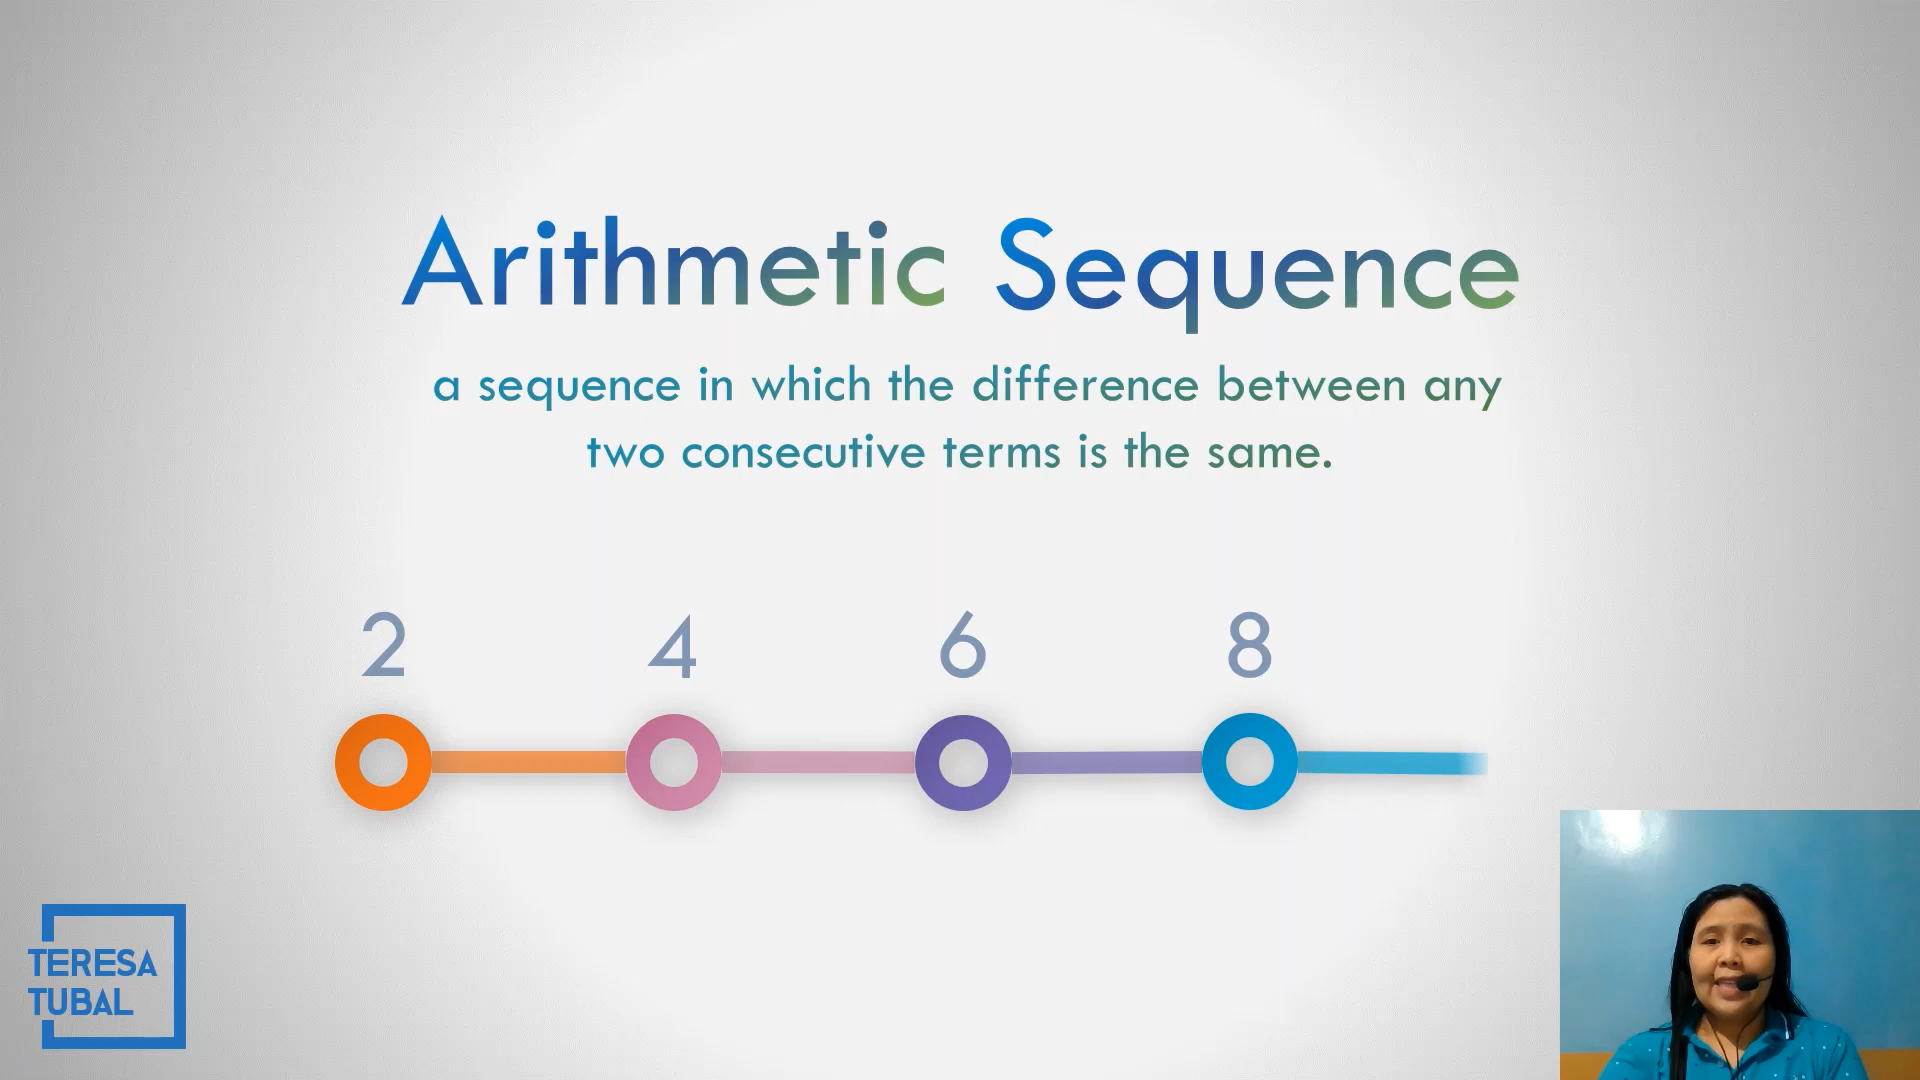 Arithmetic Sequence
a sequence in which the difference between any
two consecutive terms is the same.
2 4 6 8
TERESA
TUBAL